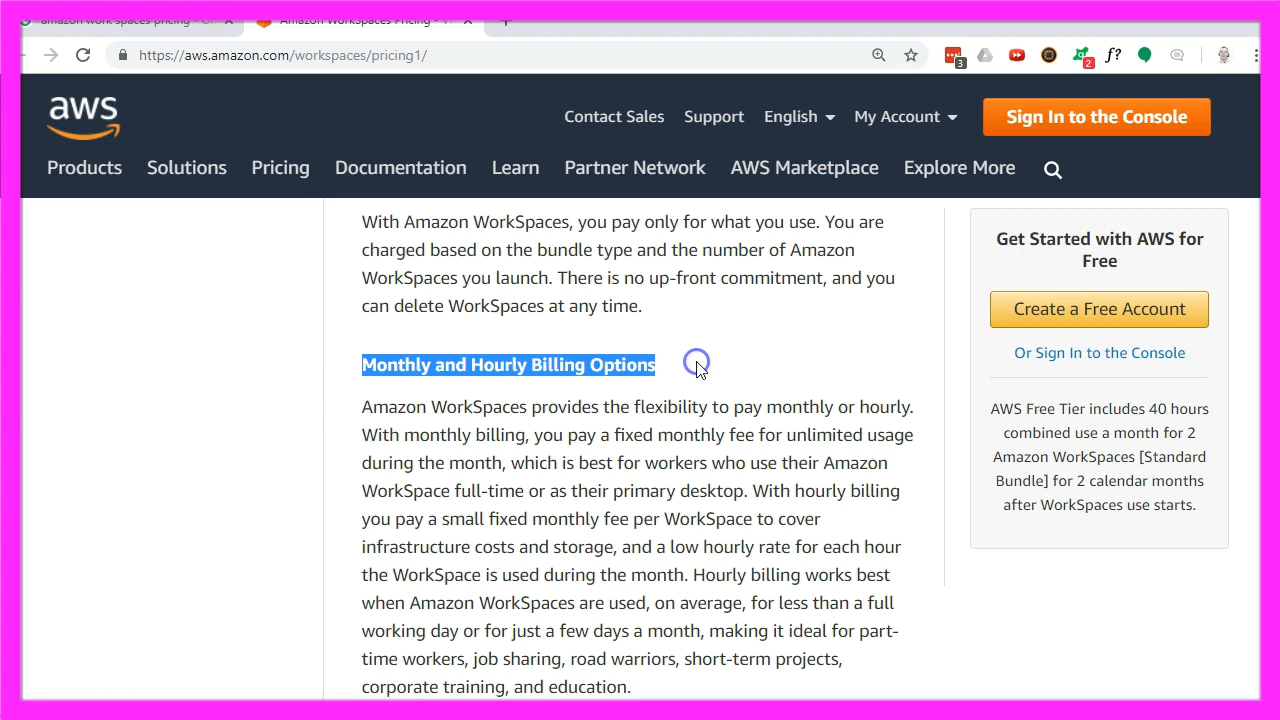 amazon work spaces pricing -
Amazon WorkSpaces Pricing -
https://aws.amazon.com/workspaces/pricing1/
3
2
f?
aws
Contact Sales
Support
English
My Account
Sign In to the Console
Products
Solutions
Pricing
Documentation
Learn
Partner Network
AWS Marketplace
Explore More
With Amazon WorkSpaces, you pay only for what you use. You are
charged based on the bundle type and the number of Amazon
WorkSpaces you launch. There is no up-front commitment, and you
can delete WorkSpaces at any time.
Monthly and Hourly Billing Options
Amazon WorkSpaces provides the flexibility to pay monthly or hourly.
With monthly billing, you pay a fixed monthly fee for unlimited usage
during the month, which is best for workers who use their Amazon
WorkSpace full-time or as their primary desktop. With hourly billing
you pay a small fixed monthly fee per WorkSpace to cover
infrastructure costs and storage, and a low hourly rate for each hour
the WorkSpace is used during the month. Hourly billing works best
when Amazon WorkSpaces are used, on average, for less than a full
working day or for just a few days a month, making it ideal for part-
time workers, job sharing, road warriors, short-term projects,
corporate training, and education.
Get Started with AWS for
Free
Create a Free Account
Or Sign In to the Console
AWS Free Tier includes 40 hours
combined use a month for 2
Amazon WorkSpaces [Standard
Bundle] for 2 calendar months
after WorkSpaces use starts.